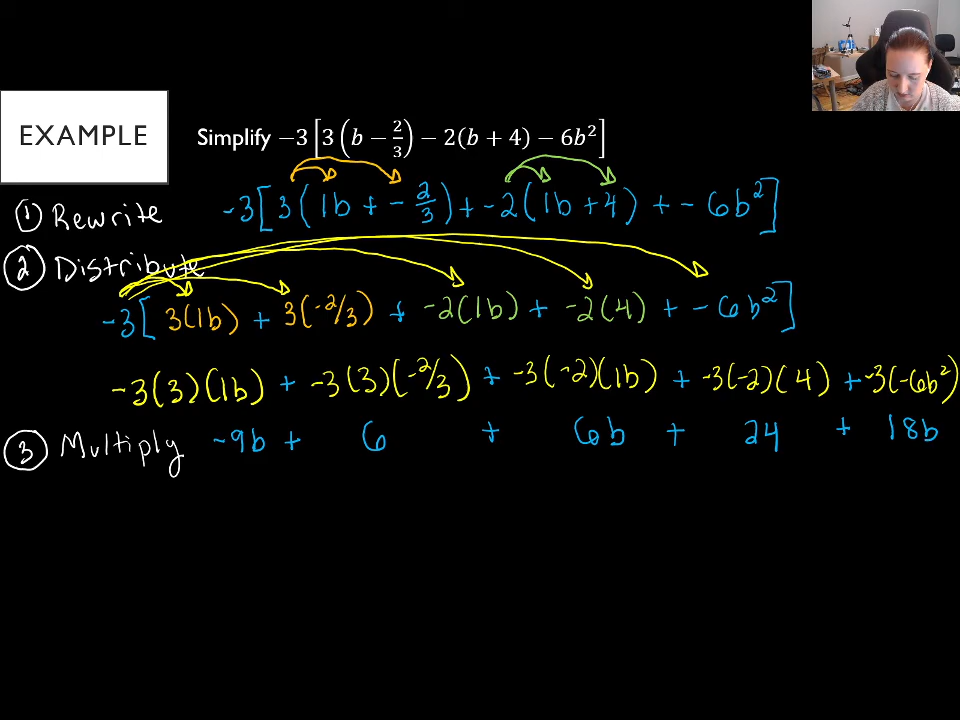 EXAMPLE
Simplify −3[3(b − 2/3) − 2(b + 4) − 6b²]
① Rewrite -3[3(1b + -2/3) + -2(1b + 4) + -6b²]
② Distribute
-3[3(1b) + 3(-2/3) + -2(1b) + -2(4) + -6b²]
-3(3)(1b) + -3(3)(-2/3) + -3(-2)(1b) + -3(-2)(4) + -3(-6b²)
③ Multiply -9b + 6 + 6b + 24 + 18b